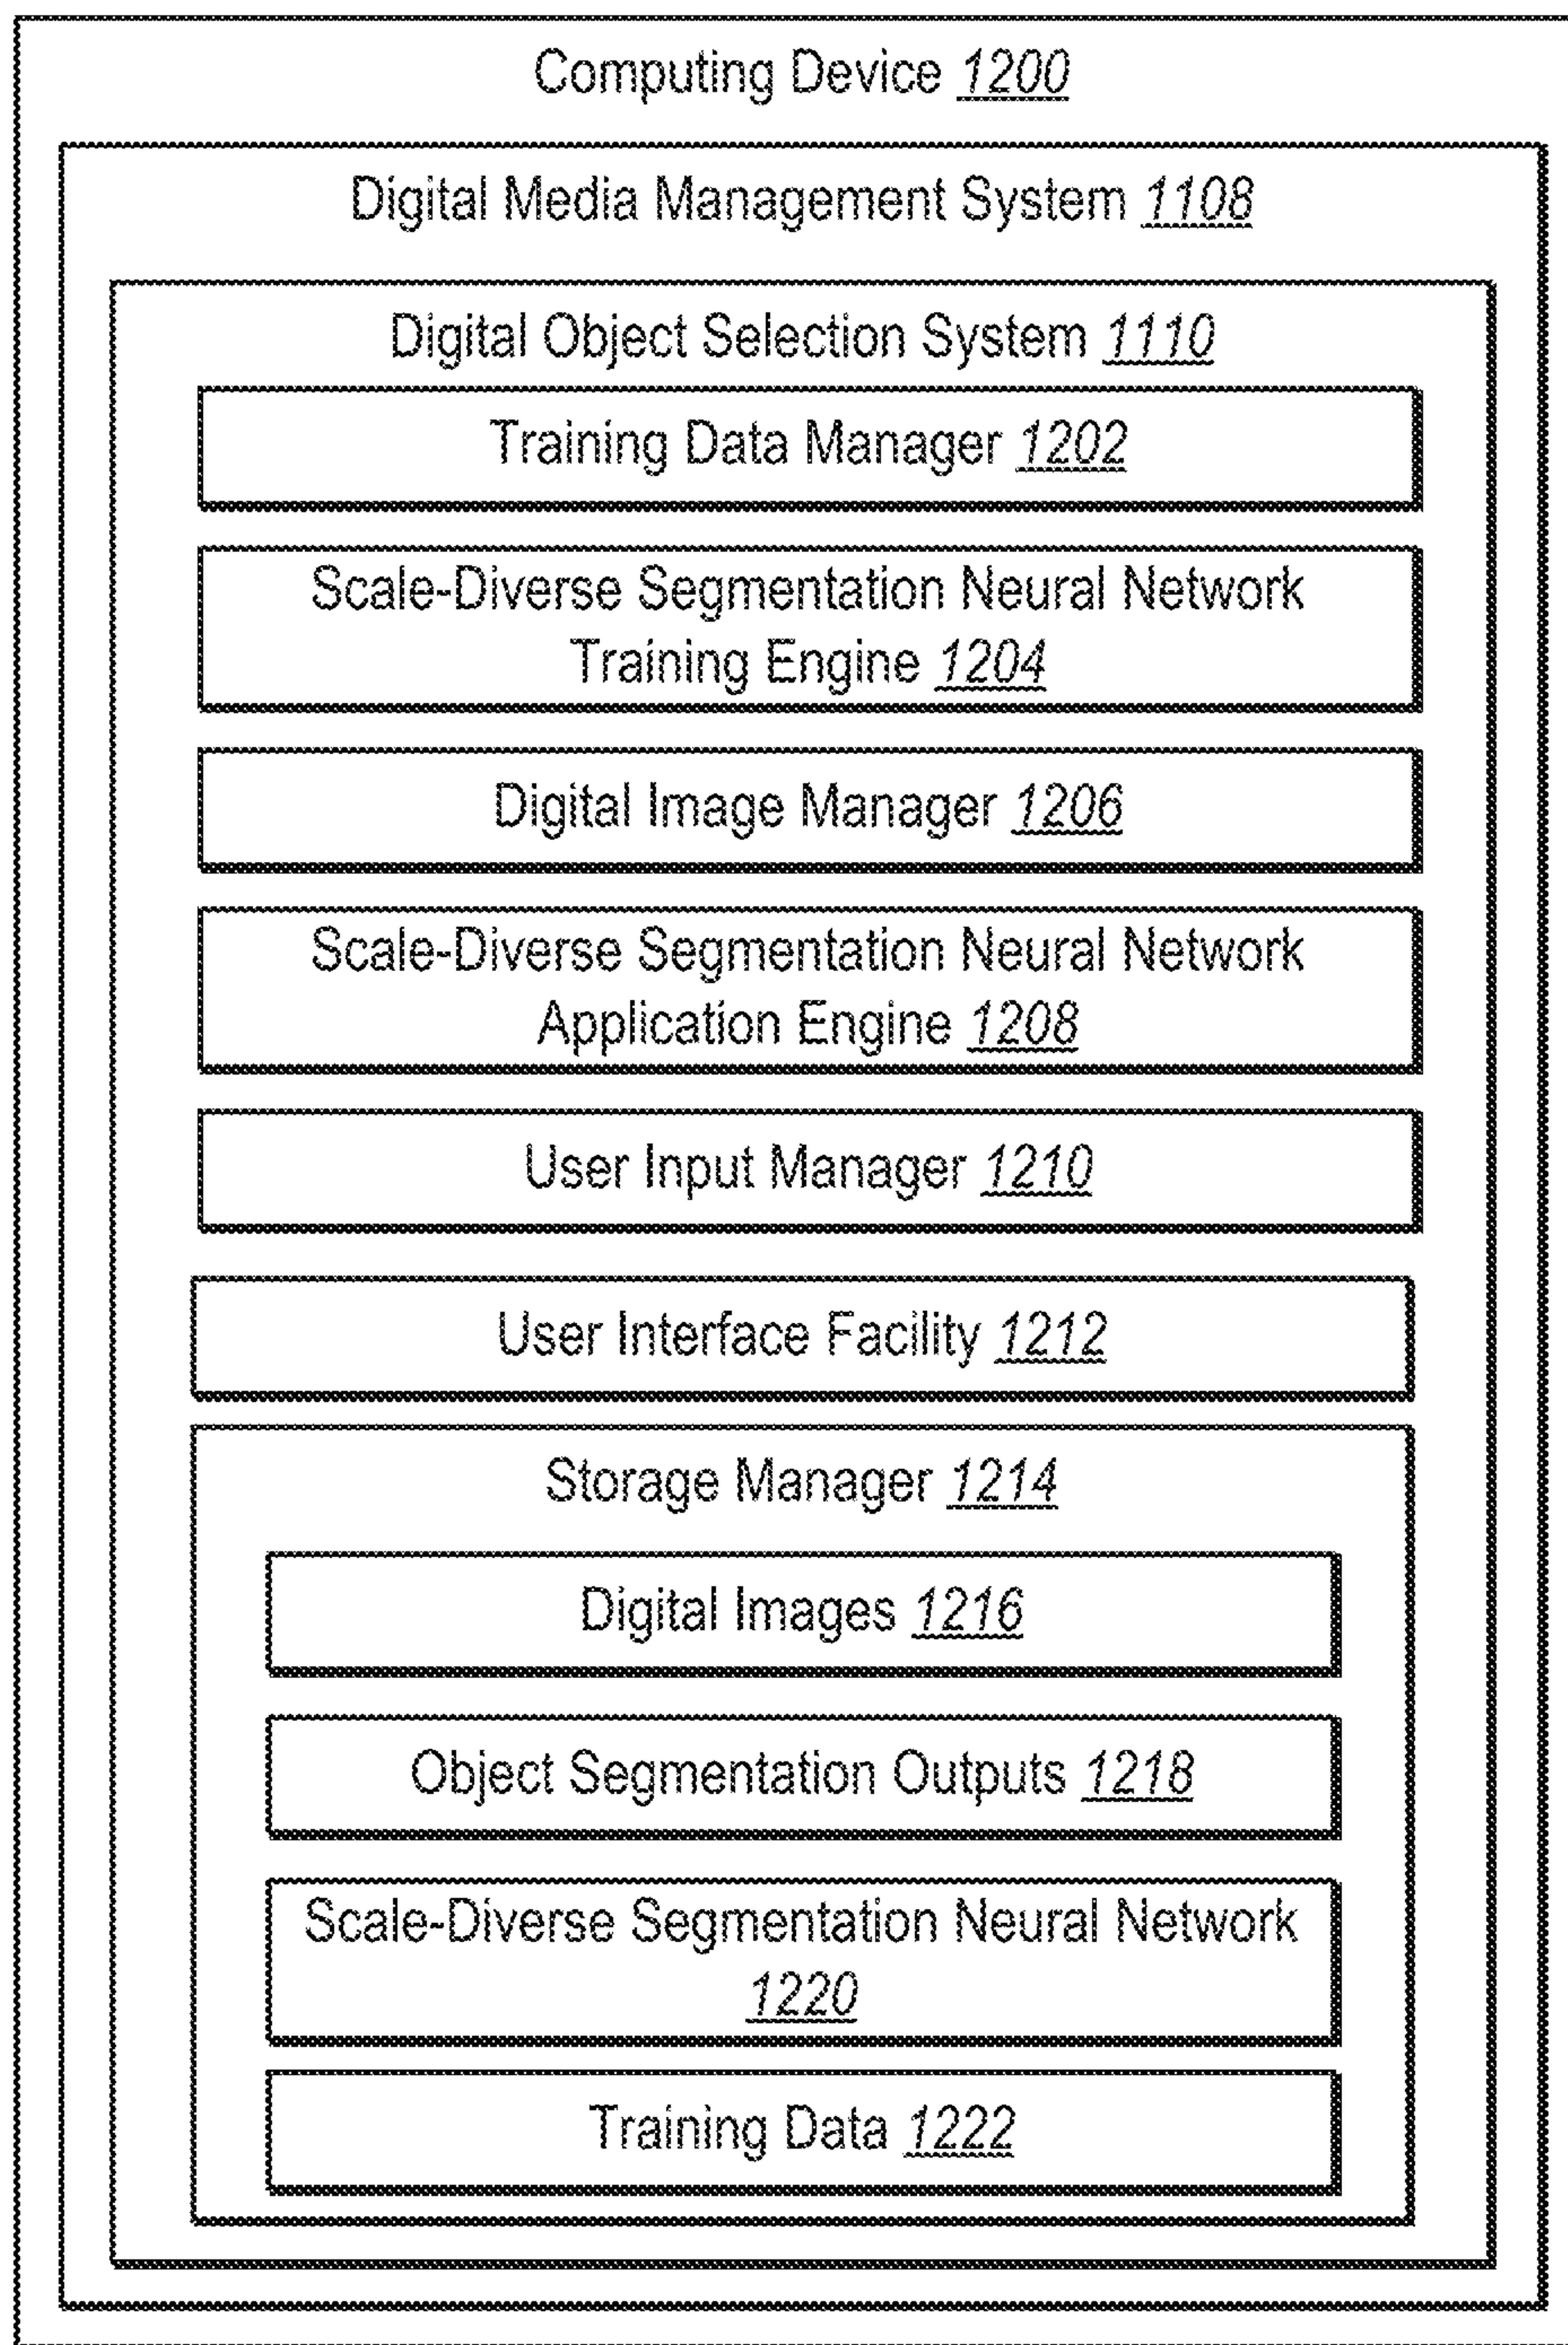 Computing Device 1200
Digital Media Management System 1108
Digital Object Selection System 1110
Training Data Manager 1202
Scale-Diverse Segmentation Neural Network
Training Engine 1204
Digital Image Manager 1206
Scale-Diverse Segmentation Neural Network
Application Engine 1208
User Input Manager 1210
User Interface Facility 1212
Storage Manager 1214
Digital Images 1216
Object Segmentation Outputs 1218
Scale-Diverse Segmentation Neural Network
1220
Training Data 1222